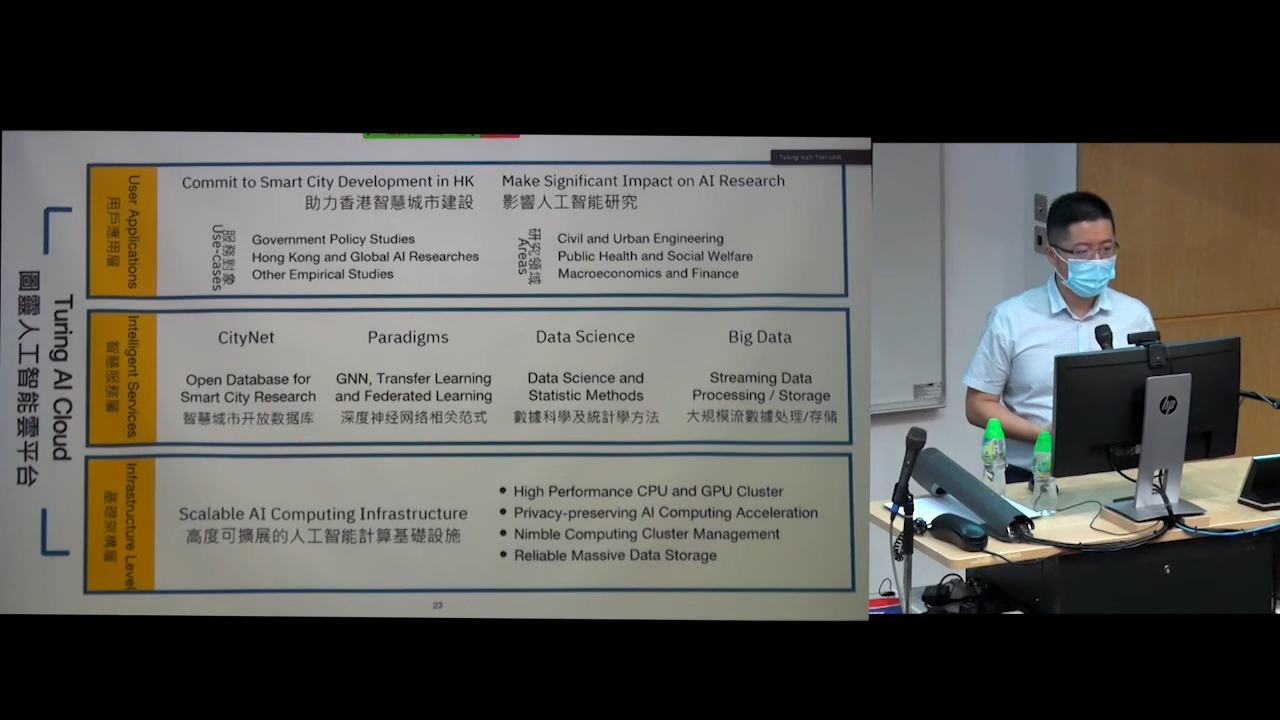 Talking: Kach Tsen LAW
Turing AI Cloud
圖靈人工智能雲平台
User Applications
用戶應用層
Commit to Smart City Development in HK
助力香港智慧城市建設
Make Significant Impact on AI Research
影響人工智能研究
服務對象
Use-cases
Government Policy Studies
Hong Kong and Global AI Researches
Other Empirical Studies
研究領域
Areas
Civil and Urban Engineering
Public Health and Social Welfare
Macroeconomics and Finance
Intelligent Services
智慧服務層
CityNet
Open Database for
Smart City Research
智慧城市开放数据库
Paradigms
GNN, Transfer Learning
and Federated Learning
深度神经网络相关范式
Data Science
Data Science and
Statistic Methods
數據科學及統計學方法
Big Data
Streaming Data
Processing / Storage
大規模流數據处理/存儲
Infrastructure Level
基礎架構層
Scalable AI Computing Infrastructure
高度可擴展的人工智能計算基礎設施
• High Performance CPU and GPU Cluster
• Privacy-preserving AI Computing Acceleration
• Nimble Computing Cluster Management
• Reliable Massive Data Storage
23
hp